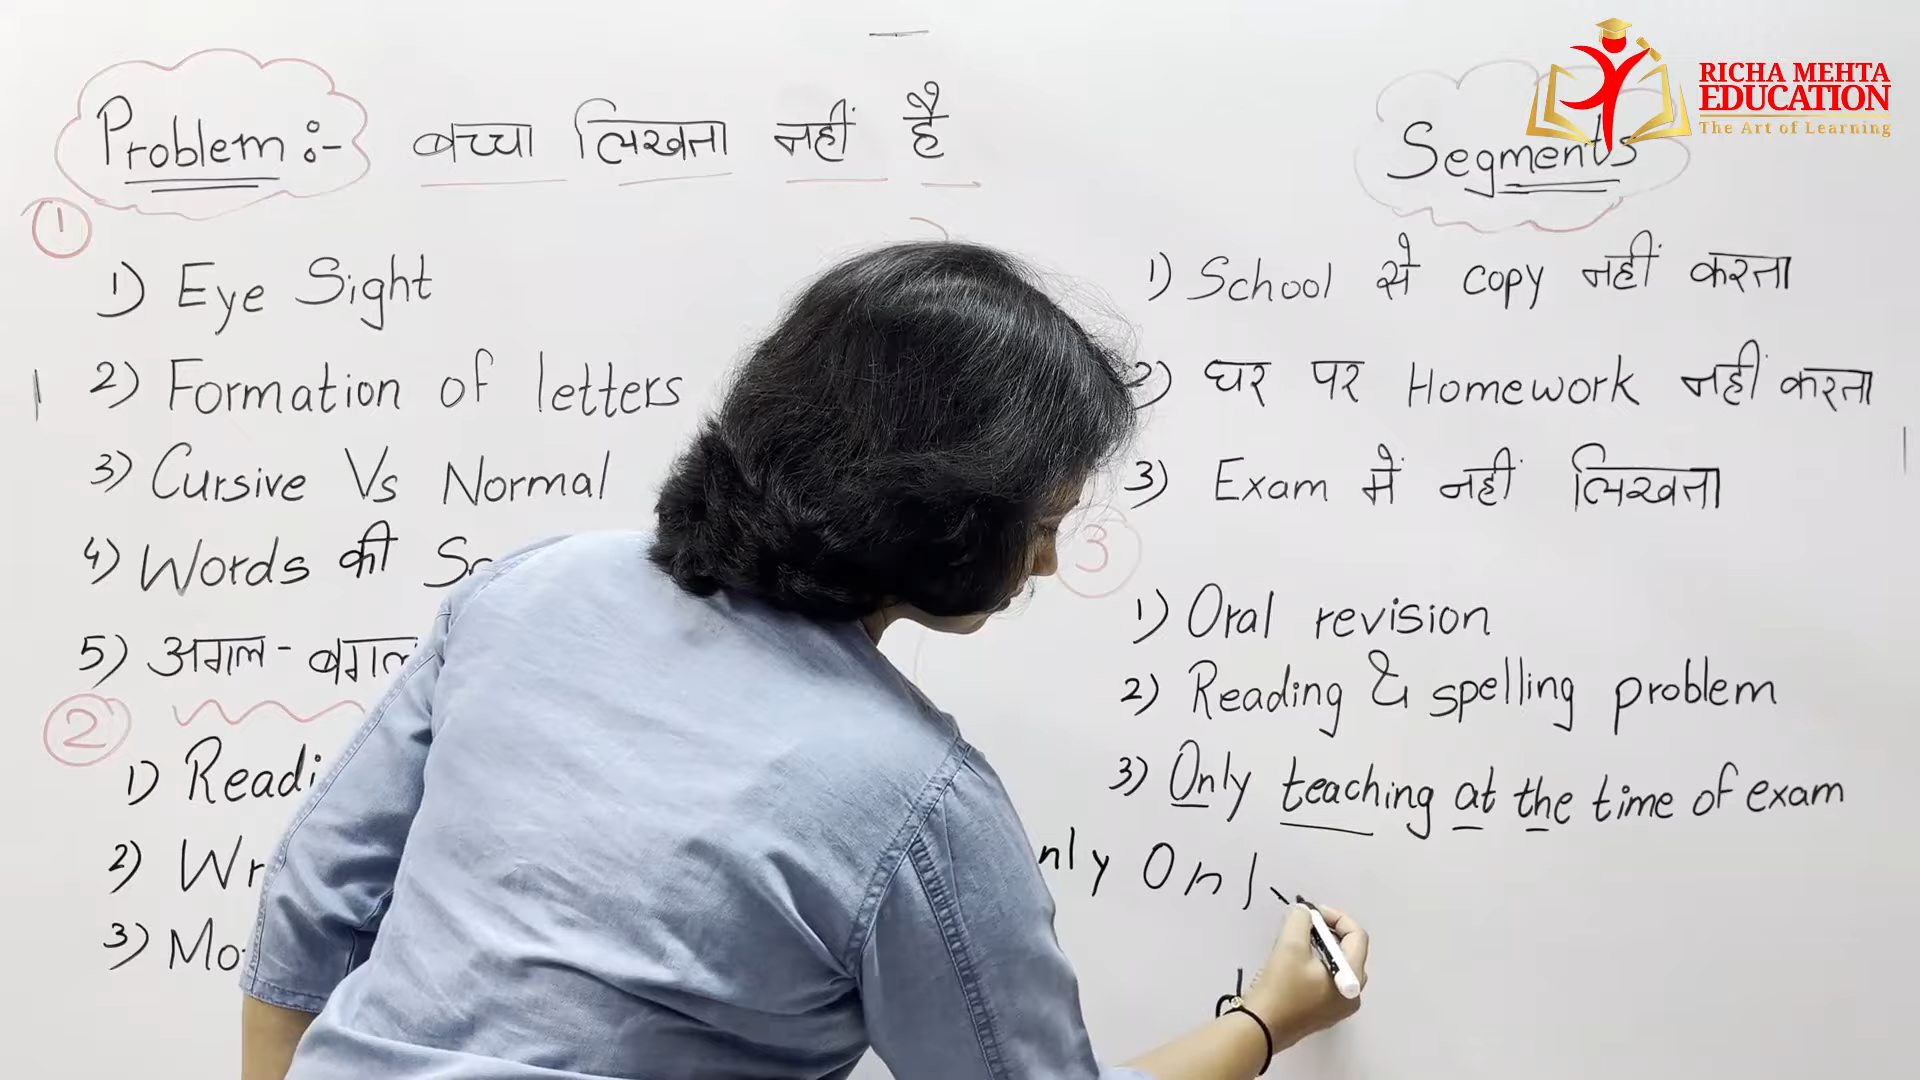 RICHA MEHTA
EDUCATION
The Art of Learning
Problem :- बच्चा लिखता नहीं है
1
1) Eye Sight
2) Formation of letters
3) Cursive Vs Normal
4) Words की
5) अगल - बगल
2
1)
2)
3)
Segments
1) School से copy नहीं करता
2) घर पर Homework नहीं करता
3) Exam में नहीं लिखता
3
1) Oral revision
2) Reading & spelling problem
3) Only teaching at the time of exam